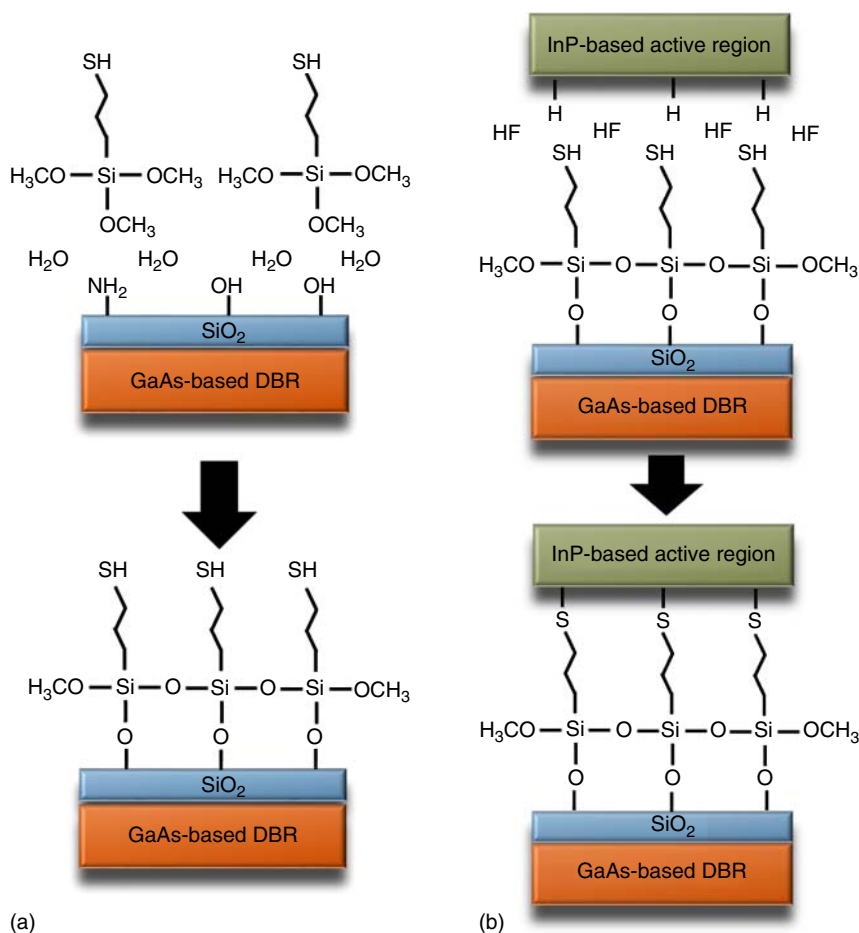 SH SH
H₃CO Si OCH₃ H₃CO Si OCH₃
OCH₃ OCH₃
H₂O H₂O H₂O H₂O
NH₂ OH OH
SiO₂
GaAs-based DBR
SH SH SH
H₃CO Si O Si O Si OCH₃
O O O
SiO₂
GaAs-based DBR
(a)
InP-based active region
H H H
HF HF HF HF
SH SH SH
H₃CO Si O Si O Si OCH₃
O O O
SiO₂
GaAs-based DBR
InP-based active region
S S S
H₃CO Si O Si O Si OCH₃
O O O
SiO₂
GaAs-based DBR
(b)